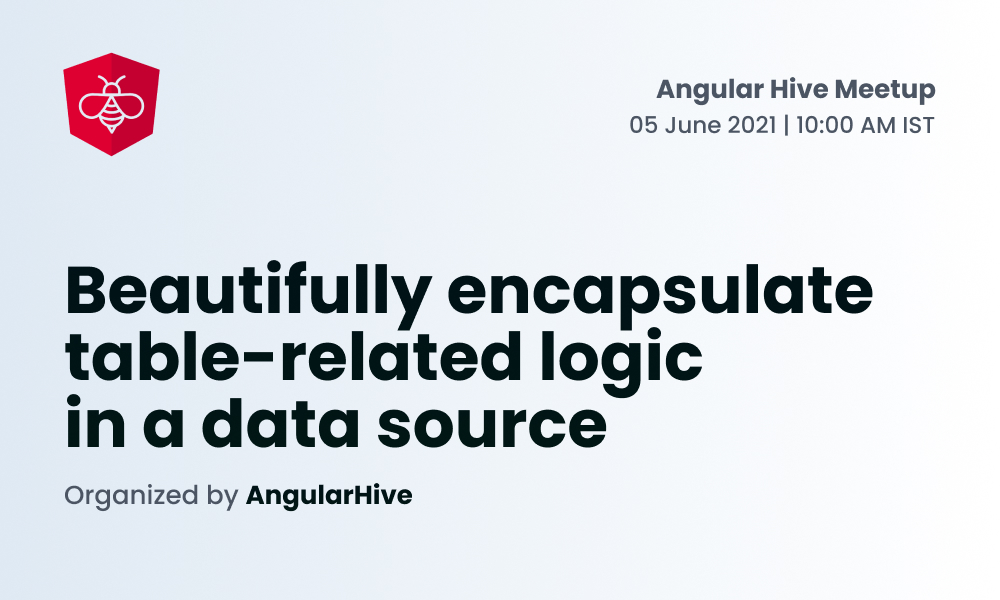 Angular Hive Meetup
05 June 2021 | 10:00 AM IST
Beautifully encapsulate
table-related logic
in a data source
Organized by AngularHive